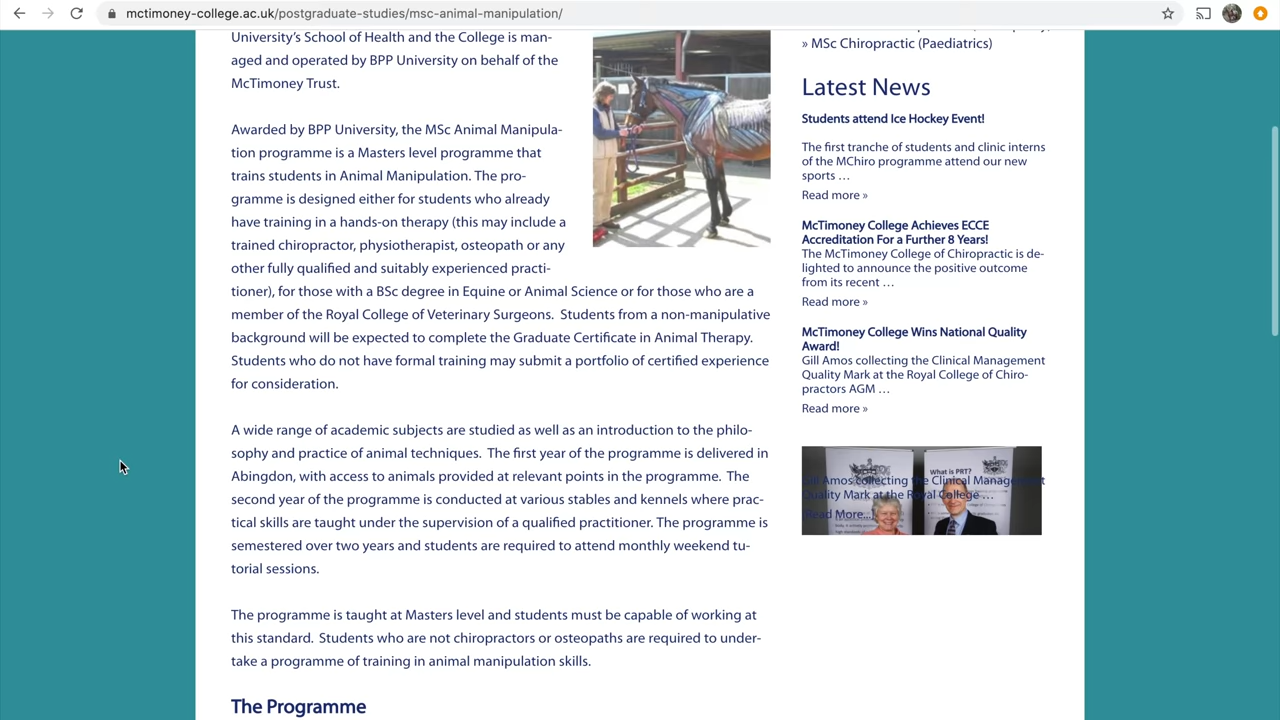 mctimoney-college.ac.uk/postgraduate-studies/msc-animal-manipulation/
University's School of Health and the College is man-
aged and operated by BPP University on behalf of the
McTimoney Trust.
Awarded by BPP University, the MSc Animal Manipula-
tion programme is a Masters level programme that
trains students in Animal Manipulation. The pro-
gramme is designed either for students who already
have training in a hands-on therapy (this may include a
trained chiropractor, physiotherapist, osteopath or any
other fully qualified and suitably experienced practi-
tioner), for those with a BSc degree in Equine or Animal Science or for those who are a
member of the Royal College of Veterinary Surgeons. Students from a non-manipulative
background will be expected to complete the Graduate Certificate in Animal Therapy.
Students who do not have formal training may submit a portfolio of certified experience
for consideration.
A wide range of academic subjects are studied as well as an introduction to the philo-
sophy and practice of animal techniques. The first year of the programme is delivered in
Abingdon, with access to animals provided at relevant points in the programme. The
second year of the programme is conducted at various stables and kennels where prac-
tical skills are taught under the supervision of a qualified practitioner. The programme is
semestered over two years and students are required to attend monthly weekend tu-
torial sessions.
The programme is taught at Masters level and students must be capable of working at
this standard. Students who are not chiropractors or osteopaths are required to under-
take a programme of training in animal manipulation skills.
The Programme
» MSc Chiropractic (Paediatrics)
Latest News
Students attend Ice Hockey Event!
The first tranche of students and clinic interns
of the MChiro programme attend our new
sports …
Read more »
McTimoney College Achieves ECCE
Accreditation For a Further 8 Years!
The McTimoney College of Chiropractic is de-
lighted to announce the positive outcome
from its recent …
Read more »
McTimoney College Wins National Quality
Award!
Gill Amos collecting the Clinical Management
Quality Mark at the Royal College of Chiro-
practors AGM …
Read more »
What is PRT?
Gill Amos collecting the Clinical Management
Quality Mark at the Royal College …
[Read More...]